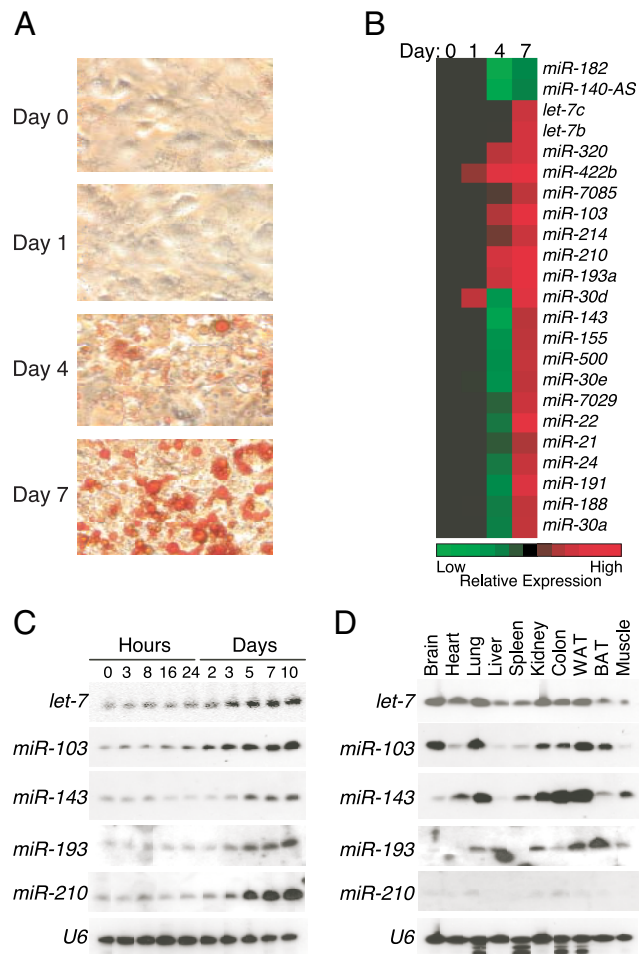 A
Day 0
Day 1
Day 4
Day 7
B
Day: 0 1 4 7
miR-182
miR-140-AS
let-7c
let-7b
miR-320
miR-422b
miR-7085
miR-103
miR-214
miR-210
miR-193a
miR-30d
miR-143
miR-155
miR-500
miR-30e
miR-7029
miR-22
miR-21
miR-24
miR-191
miR-188
miR-30a
Low High
Relative Expression
C
Hours Days
0 3 8 16 24 2 3 5 7 10
let-7
miR-103
miR-143
miR-193
miR-210
U6
D
Brain Heart Lung Liver Spleen Kidney Colon WAT BAT Muscle
let-7
miR-103
miR-143
miR-193
miR-210
U6